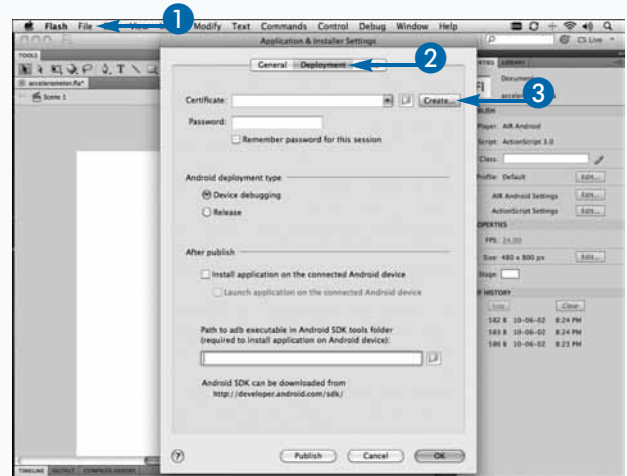 1
Flash File Modify Text Commands Control Debug Window Help
Application & Installer Settings
CS Live
TOOLS
LIBRARY
General Deployment
2
accelerometer.fla*
Scene 1
Document
Certificate:
Create...
3
Password:
Remember password for this session
Player: AIR Android
Script: ActionScript 3.0
Class:
Profile: Default Edit...
Android deployment type
Device debugging
Release
AIR Android Settings Edit...
ActionScript Settings Edit...
FPS: 24.00
Size: 480 x 800 px Edit...
Stage:
After publish
Install application on the connected Android device
Launch application on the connected Android device
HISTORY
Log Clear
582 B 10-06-02 8:24 PM
583 B 10-06-02 8:24 PM
586 B 10-06-02 8:23 PM
Path to adb executable in Android SDK tools folder
(required to install application on Android device):
Android SDK can be downloaded from
http://developer.android.com/sdk/
? Publish Cancel OK
TIMELINE OUTPUT COMPILER ERRORS